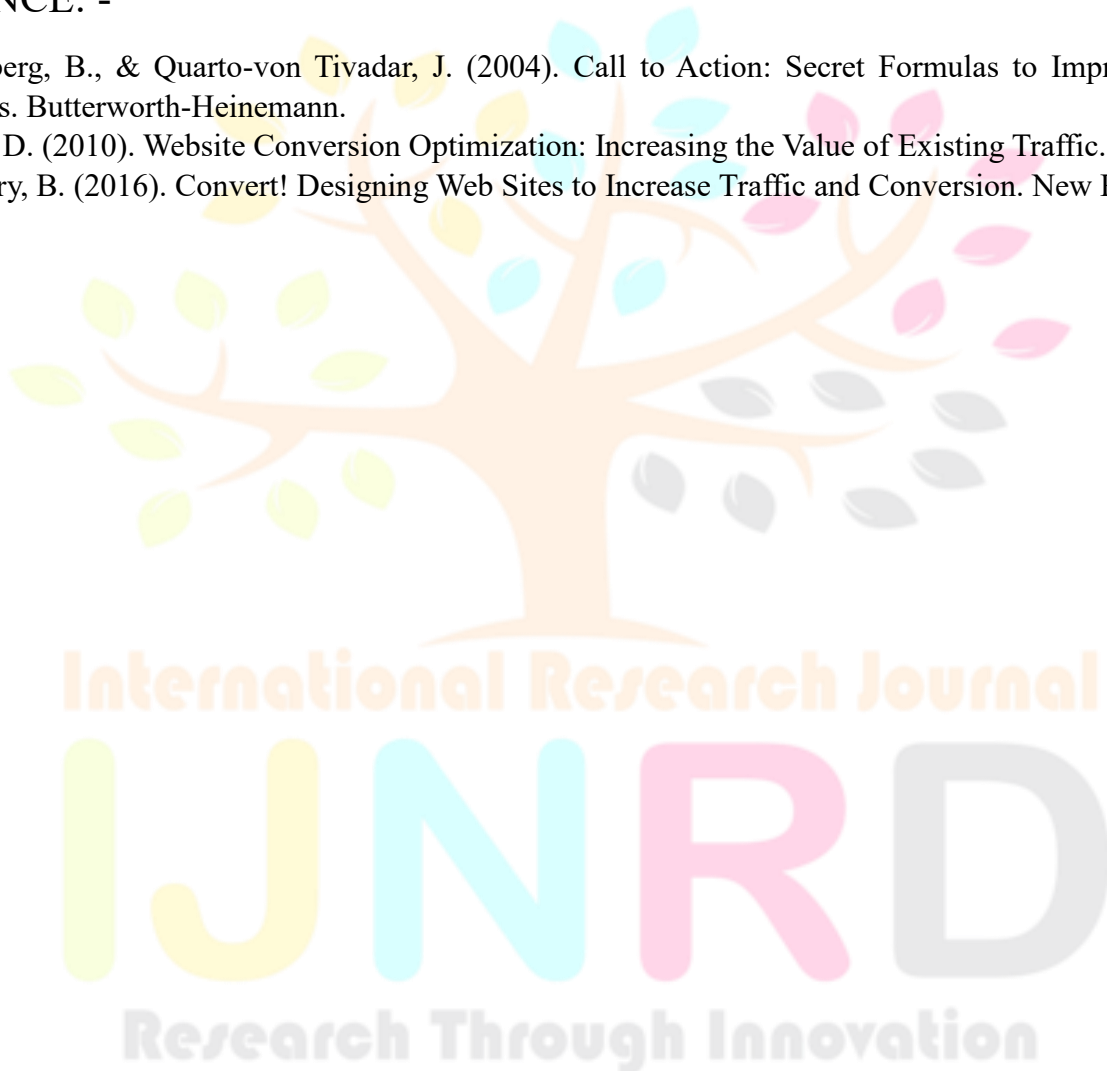 NCE: -
berg, B., & Quarto-von Tivadar, J. (2004). Call to Action: Secret Formulas to Impr
s. Butterworth-Heinemann.
D. (2010). Website Conversion Optimization: Increasing the Value of Existing Traffic.
ry, B. (2016). Convert! Designing Web Sites to Increase Traffic and Conversion. New
International Research Journal
IJNRD
Research Through Innovation